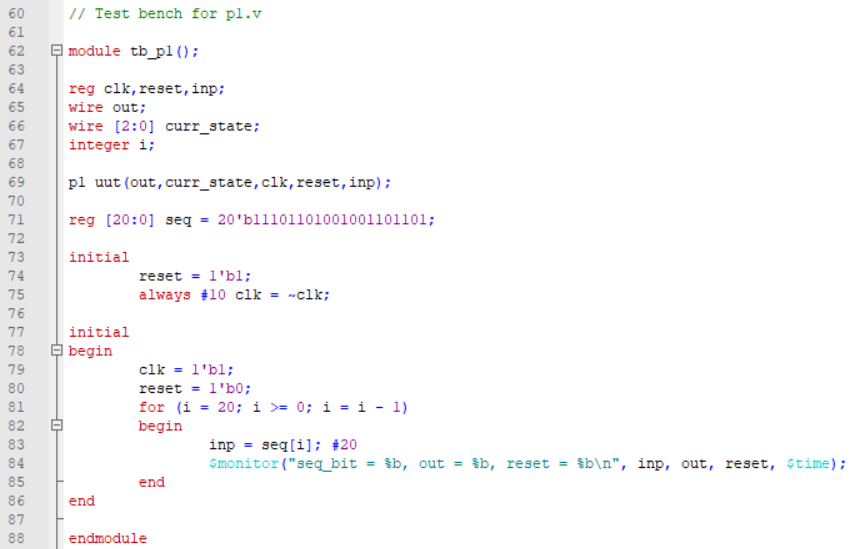 60 // Test bench for p1.v
61
62 module tb_p1();
63
64 reg clk,reset,inp;
65 wire out;
66 wire [2:0] curr_state;
67 integer i;
68
69 p1 uut(out,curr_state,clk,reset,inp);
70
71 reg [20:0] seq = 20'b11101101001001101101;
72
73 initial
74 reset = 1'b1;
75 always #10 clk = ~clk;
76
77 initial
78 begin
79 clk = 1'b1;
80 reset = 1'b0;
81 for (i = 20; i >= 0; i = i - 1)
82 begin
83 inp = seq[i]; #20
84 $monitor("seq_bit = %b, out = %b, reset = %b\n", inp, out, reset, $time);
85 end
86 end
87
88 endmodule